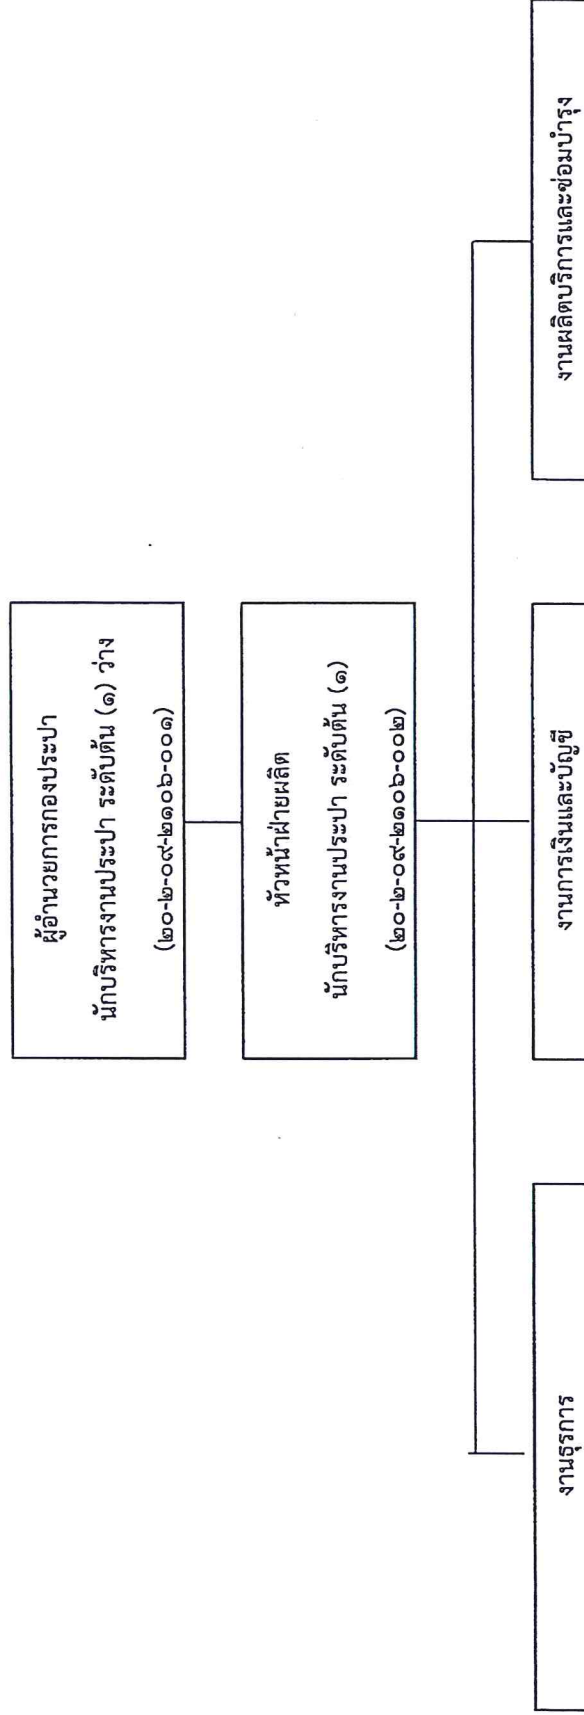 ผู้อำนวยการกองประปา
นักบริหารงานประปา ระดับต้น (๑) ว่าง
(๒๐-๒-๐๙-๒๑๐๖-๐๐๑)
หัวหน้าฝ่ายผลิต
นักบริหารงานประปา ระดับต้น (๑)
(๒๐-๒-๐๙-๒๑๐๖-๐๐๒)
งานธุรการ
งานการเงินและบัญชี
งานผลิตบริการและซ่อมบำรุง